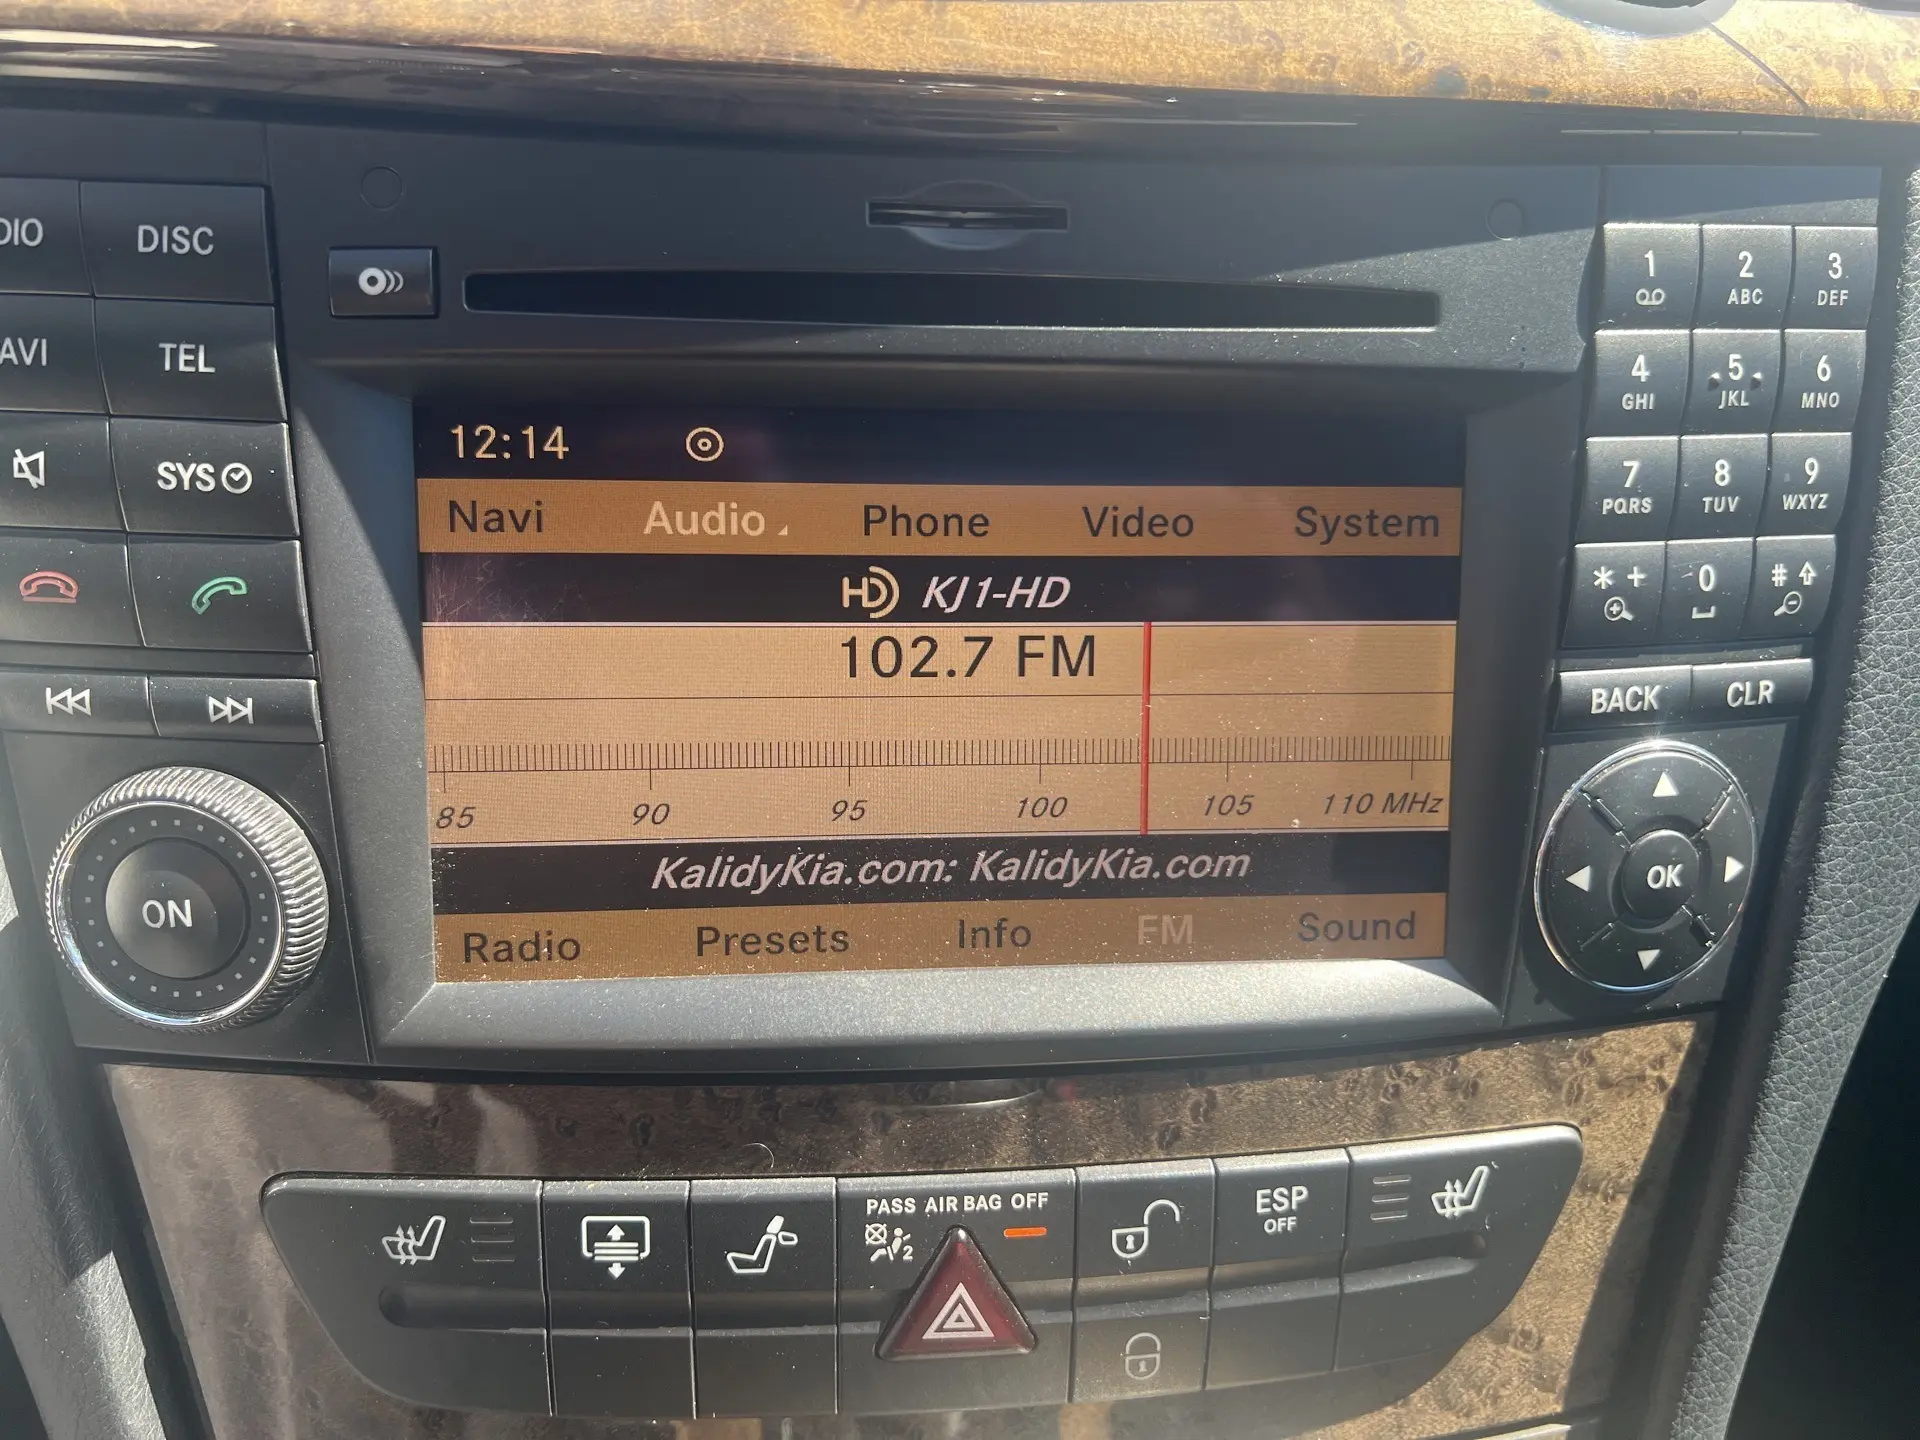 DISC
TEL
SYS
ON
12:14
Navi Audio Phone Video System
HD KJ1-HD
102.7 FM
85 90 95 100 105 110 MHz
KalidyKia.com: KalidyKia.com
Radio Presets Info FM Sound
1
2 ABC
3 DEF
4 GHI
5 JKL
6 MNO
7 PQRS
8 TUV
9 WXYZ
* +
0
#
BACK CLR
OK
PASS AIR BAG OFF
2
ESP
OFF